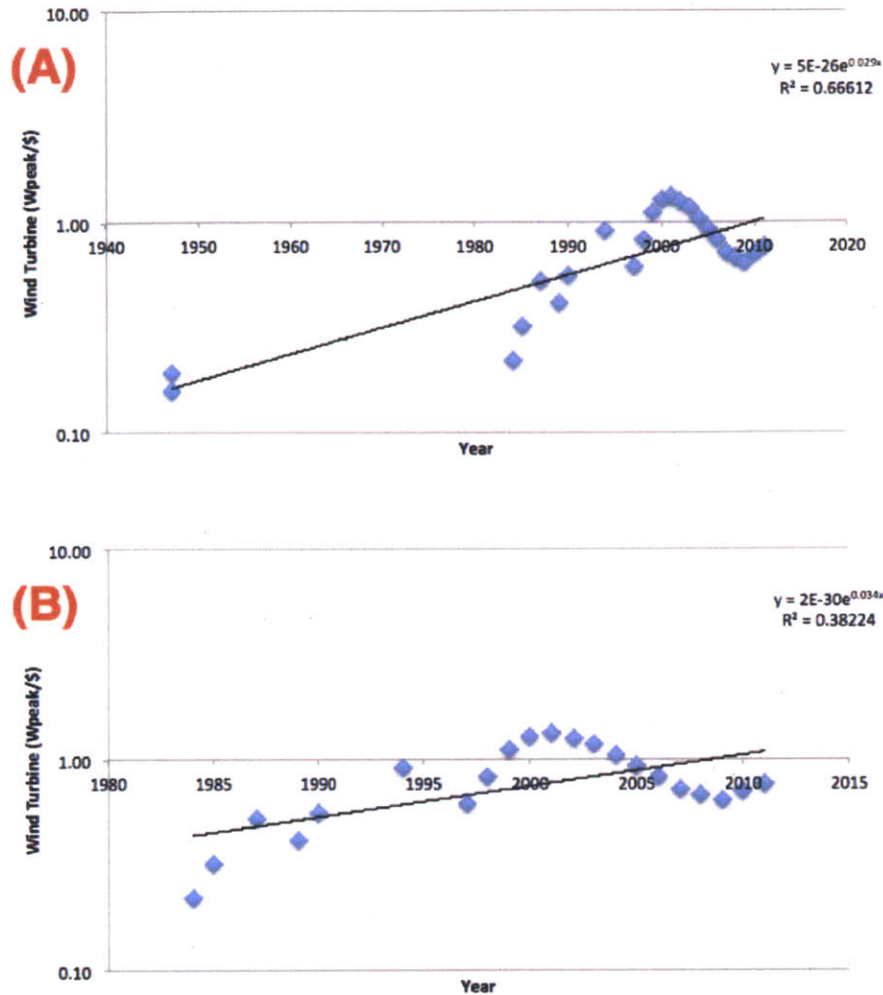 10.00
(A)
y = 5E-26e^0.029x
R² = 0.66612
Wind Turbine (Wpeak/$)
1.00
1940 1950 1960 1970 1980 1990 2000 2010 2020
0.10
Year
10.00
(B)
y = 2E-30e^0.034x
R² = 0.38224
Wind Turbine (Wpeak/$)
1.00
1980 1985 1990 1995 2000 2005 2010 2015
0.10
Year